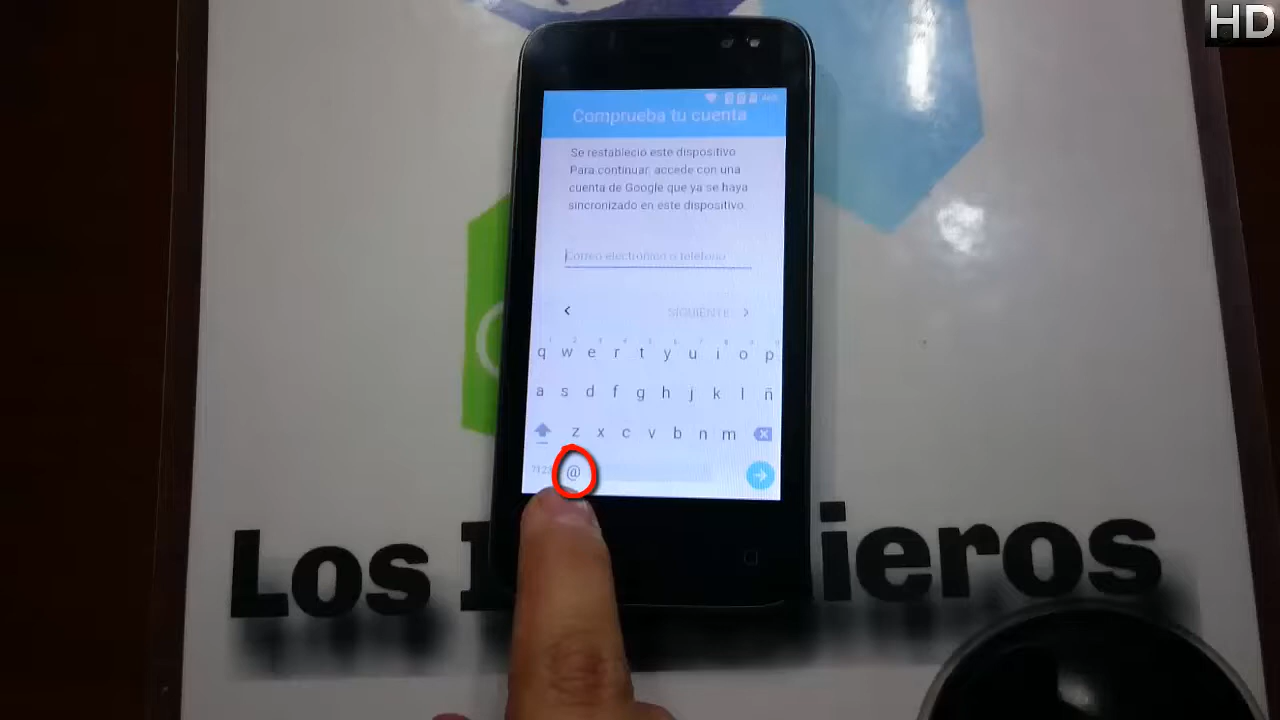 HD
Comprueba tu cuenta
Se restableció este dispositivo.
Para continuar, accede con una
cuenta de Google que ya se haya
sincronizado en este dispositivo.
Correo electrónico o teléfono
< SIGUIENTE >
q w e r t y u i o p
a s d f g h j k l ñ
z x c v b n m
?123 @
Los ieros